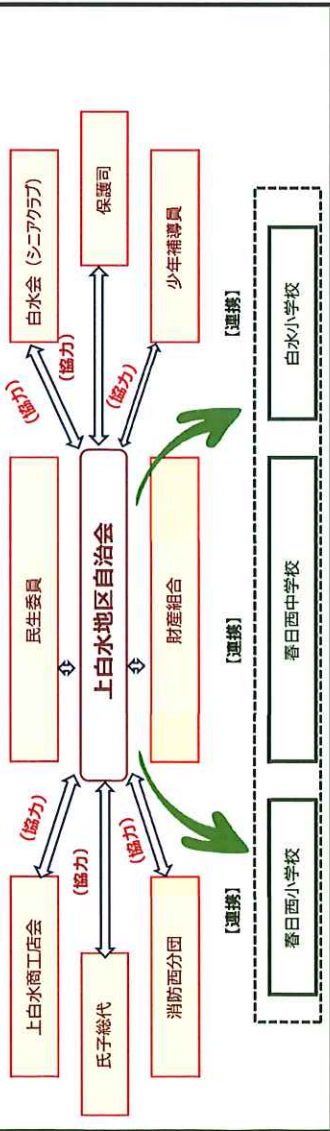 上白水商工店会
民生委員
白水会（シニアクラブ）
(協力)
(協力)
氏子総代
(協力)
上白水地区自治会
(協力)
保護司
消防西分団
(協力)
財産組合
(協力)
少年補導員
【連携】
【連携】
【連携】
春日西小学校
春日西中学校
白水小学校